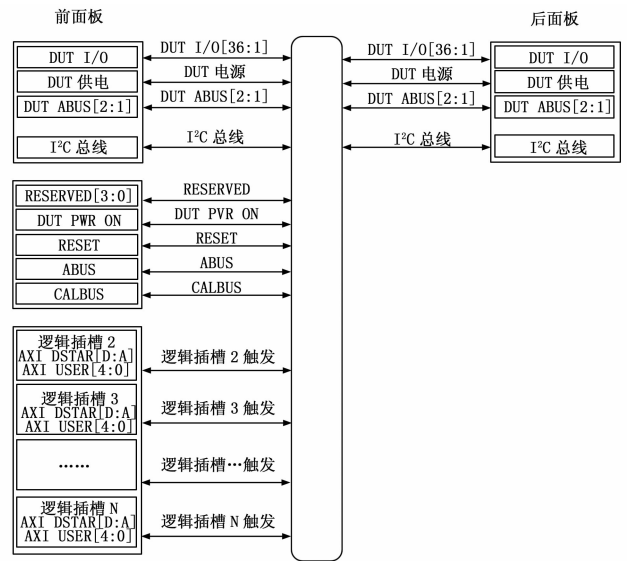 前面板
后面板
DUT I/O
DUT I/O[36:1]
DUT I/O[36:1]
DUT I/O
DUT 供电
DUT 电源
DUT 电源
DUT 供电
DUT ABUS[2:1]
DUT ABUS[2:1]
DUT ABUS[2:1]
DUT ABUS[2:1]
I²C 总线
I²C 总线
I²C 总线
I²C 总线
RESERVED[3:0]
RESERVED
DUT PWR ON
DUT PVR ON
RESET
RESET
ABUS
ABUS
CALBUS
CALBUS
逻辑插槽 2
AXI DSTAR[D:A]
AXI USER[4:0]
逻辑插槽 2 触发
逻辑插槽 3
AXI DSTAR[D:A]
AXI USER[4:0]
逻辑插槽 3 触发
……
逻辑插槽…触发
逻辑插槽 N
AXI DSTAR[D:A]
AXI USER[4:0]
逻辑插槽 N 触发